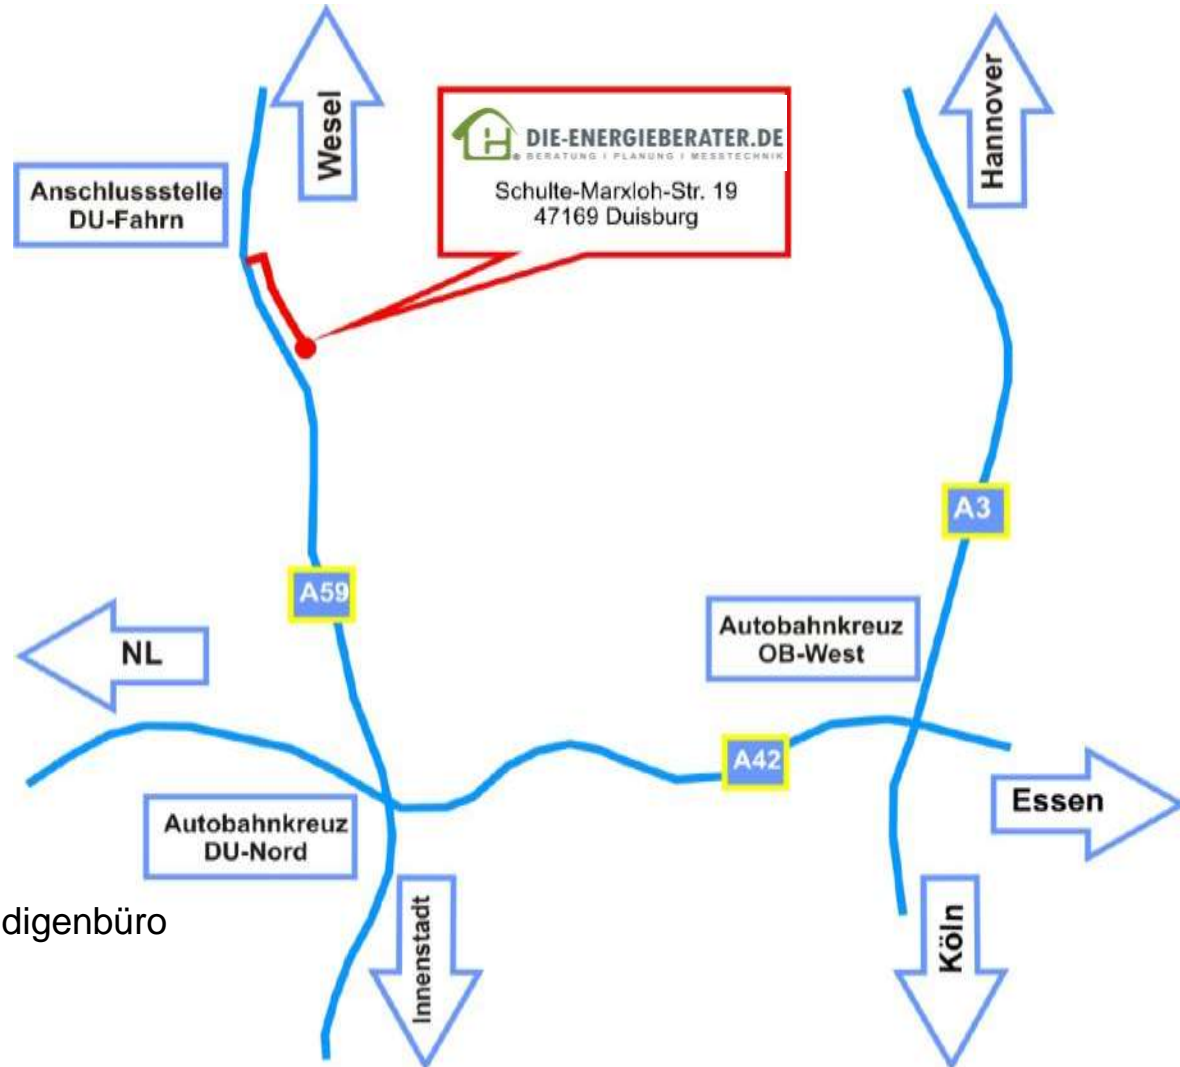 Wesel
Hannover
DIE-ENERGIEBERATER.DE
BERATUNG I PLANUNG I MESSTECHNIK
Schulte-Marxloh-Str. 19
47169 Duisburg
Anschlussstelle
DU-Fahrn
A3
A59
Autobahnkreuz
OB-West
NL
A42
Essen
Autobahnkreuz
DU-Nord
digenbüro
Innenstadt
Köln